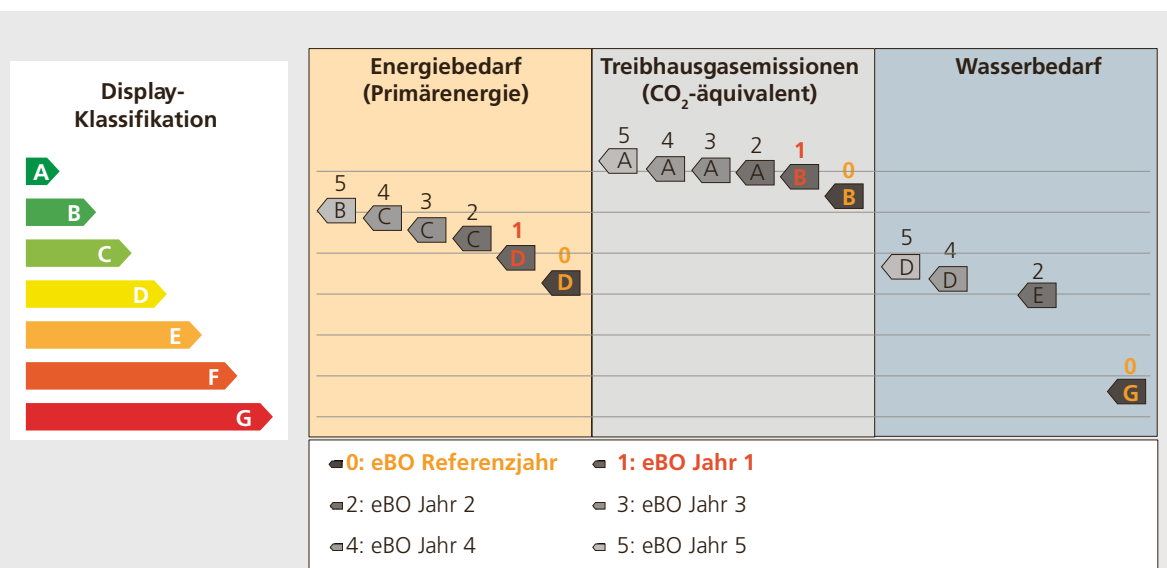 Display-
Klassifikation
A
B
C
D
E
F
G
Energiebedarf
(Primärenergie)
5
B
4
C
3
C
2
C
1
D
0
D
Treibhausgasemissionen
(CO₂-äquivalent)
5
A
4
A
3
A
2
A
1
B
0
B
Wasserbedarf
5
D
4
D
2
E
0
G
0: eBO Referenzjahr
1: eBO Jahr 1
2: eBO Jahr 2
3: eBO Jahr 3
4: eBO Jahr 4
5: eBO Jahr 5